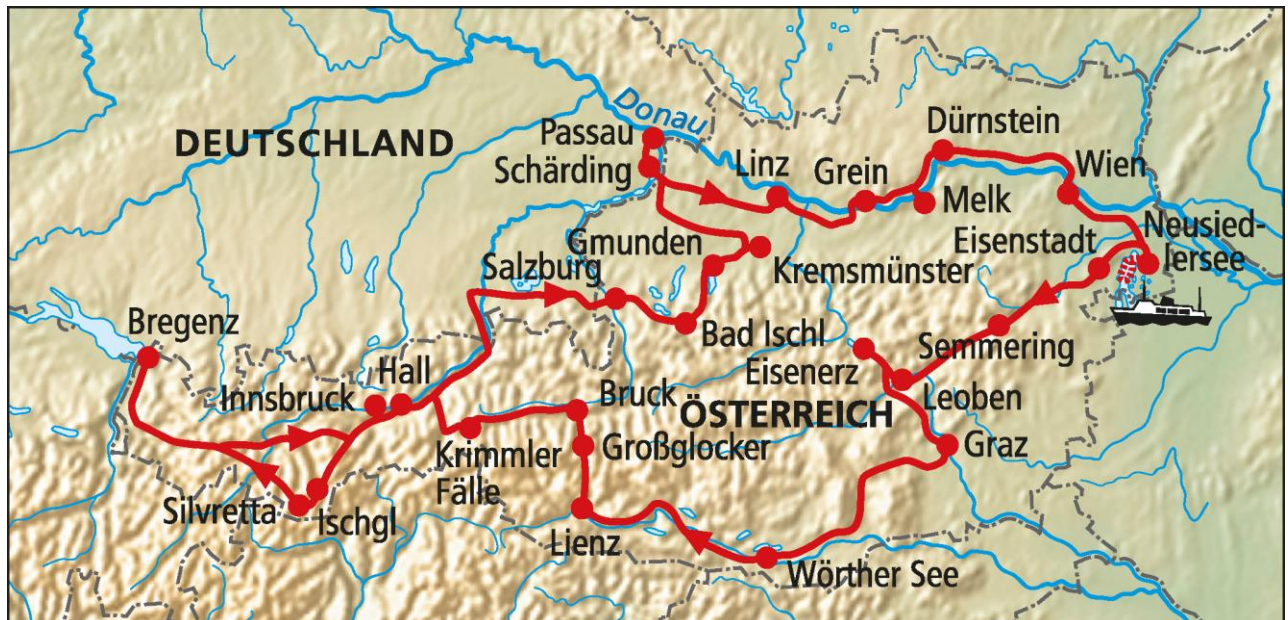 Donau
DEUTSCHLAND
Passau
Schärding
Linz
Grein
Dürnstein
Wien
Melk
Neusied-
lersee
Eisenstadt
Gmunden
Salzburg
Kremsmünster
Bregenz
Bad Ischl
Semmering
Eisenerz
Hall
Innsbruck
Bruck
ÖSTERREICH
Leoben
Großglocker
Graz
Krimmler
Fälle
Silvretta
Ischgl
Lienz
Wörther See